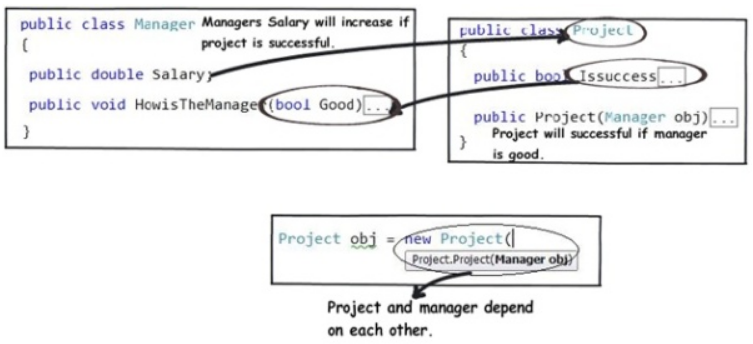 public class Manager Managers Salary will increase if
{ project is successful.
public double Salary;
public void HowisTheManager(bool Good)...
}
public class Project
{
public bool Issuccess...
public Project(Manager obj)...
} Project will successful if manager
is good.
Project obj = new Project(
Project.Project(Manager obj)
Project and manager depend
on each other.